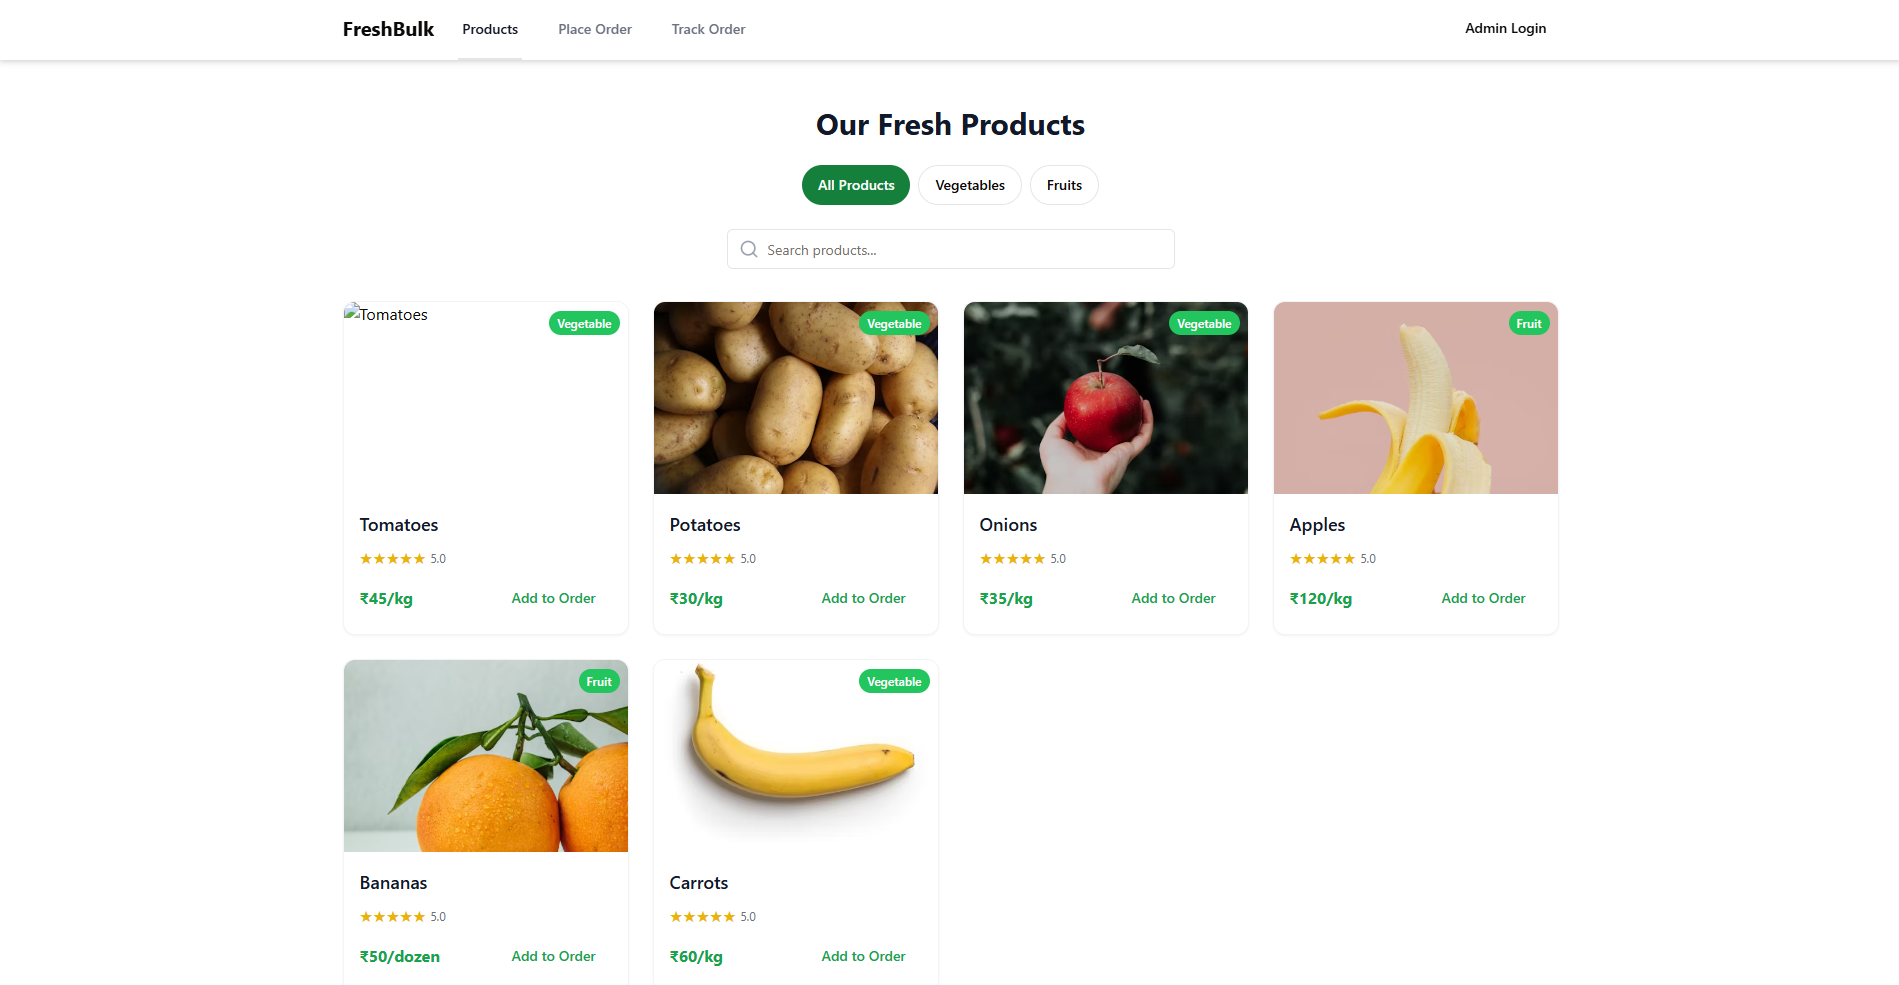 FreshBulk Products Place Order Track Order Admin Login
Our Fresh Products
All Products Vegetables Fruits
Search products...
Tomatoes
Vegetable
Tomatoes
★★★★★ 5.0
₹45/kg Add to Order
Vegetable
Potatoes
★★★★★ 5.0
₹30/kg Add to Order
Vegetable
Onions
★★★★★ 5.0
₹35/kg Add to Order
Fruit
Apples
★★★★★ 5.0
₹120/kg Add to Order
Fruit
Bananas
★★★★★ 5.0
₹50/dozen Add to Order
Vegetable
Carrots
★★★★★ 5.0
₹60/kg Add to Order